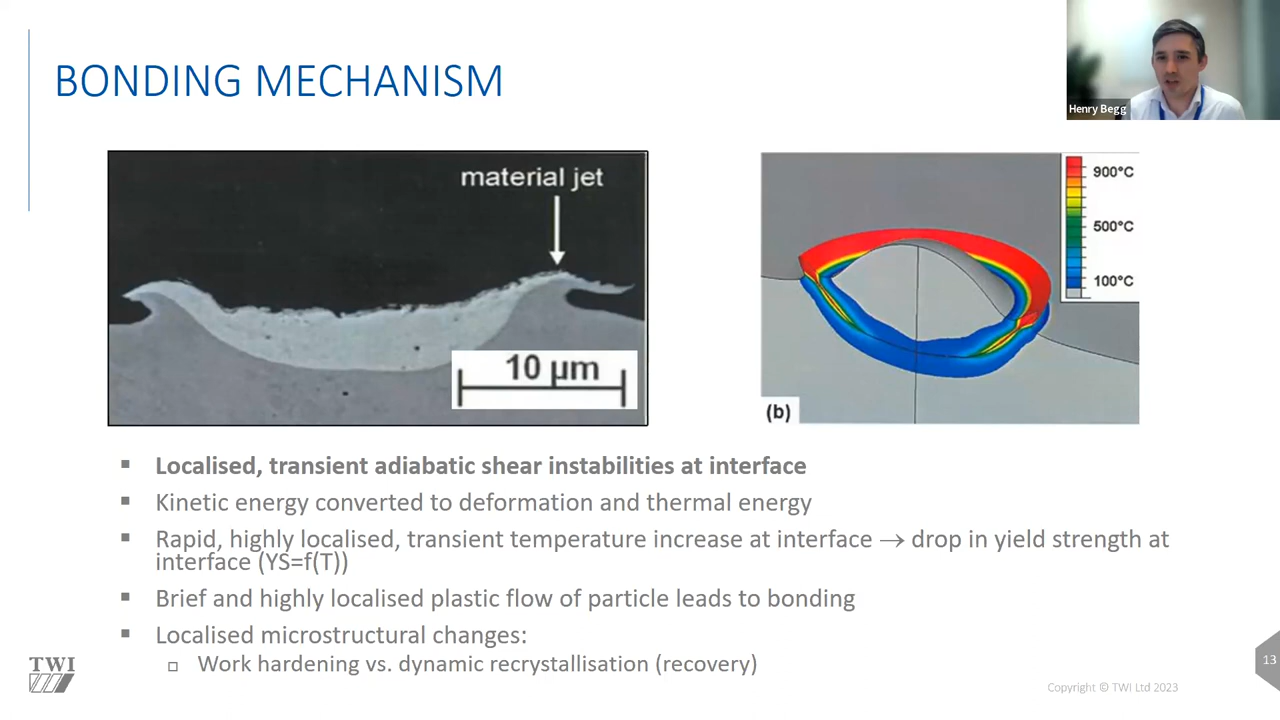 BONDING MECHANISM
Henry Begg
material jet
10 µm
900°C
500°C
100°C
(b)
▪ Localised, transient adiabatic shear instabilities at interface
▪ Kinetic energy converted to deformation and thermal energy
▪ Rapid, highly localised, transient temperature increase at interface → drop in yield strength at
interface (YS=f(T))
▪ Brief and highly localised plastic flow of particle leads to bonding
▪ Localised microstructural changes:
▫ Work hardening vs. dynamic recrystallisation (recovery)
TWI
Copyright © TWI Ltd 2023
13